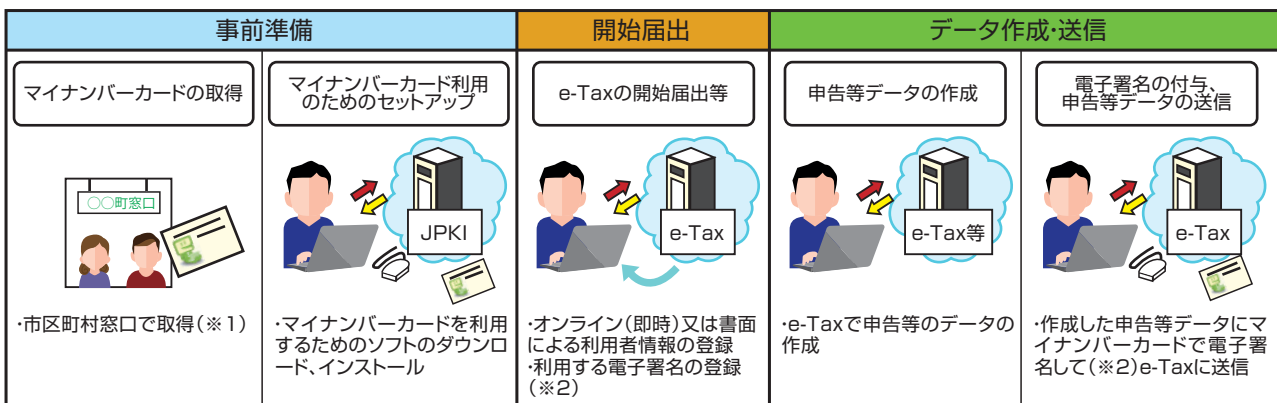 事前準備
開始届出
データ作成・送信
マイナンバーカードの取得
マイナンバーカード利用
のためのセットアップ
e-Taxの開始届出等
申告等データの作成
電子署名の付与、
申告等データの送信
○○町窓口
JPKI
e-Tax
e-Tax等
e-Tax
・市区町村窓口で取得(※1)
・マイナンバーカードを利用
するためのソフトのダウンロ
ード、インストール
・オンライン(即時)又は書面
による利用者情報の登録
・利用する電子署名の登録
(※2)
・e-Taxで申告等のデータの
作成
・作成した申告等データにマ
イナンバーカードで電子署
名して(※2)e-Taxに送信